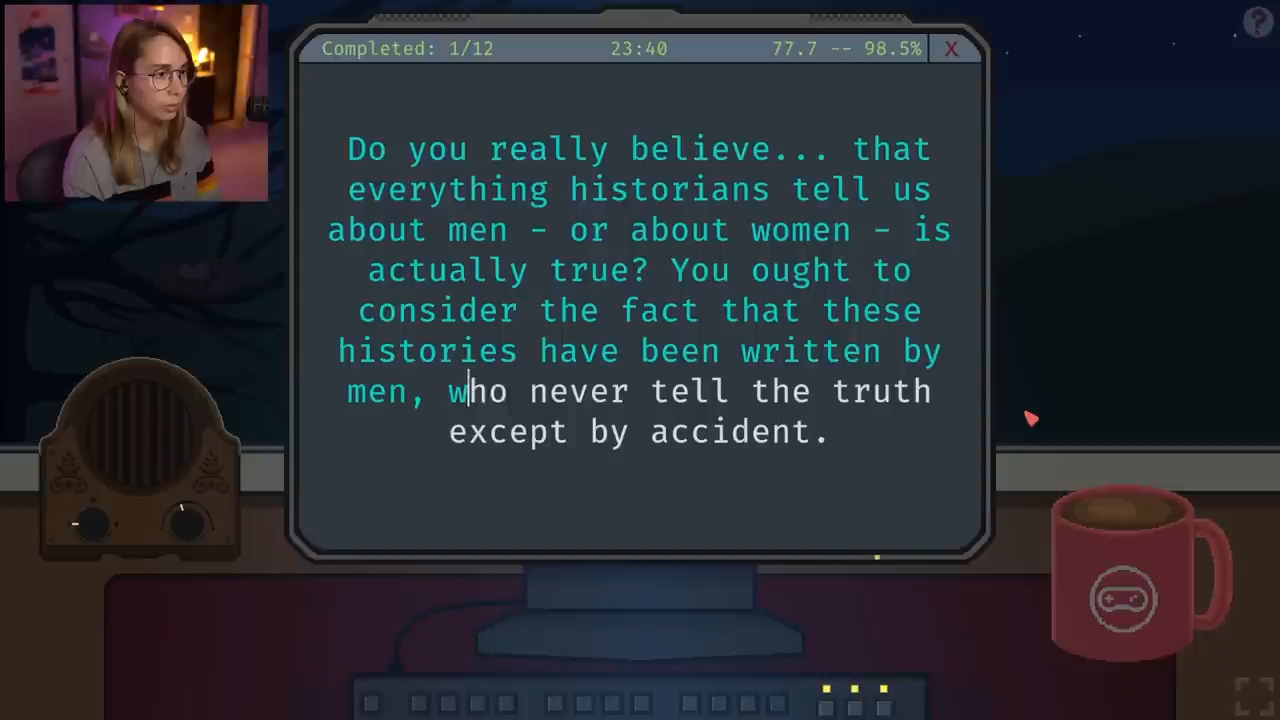 Completed: 1/12
23:40
77.7 -- 98.5%
X
?
Do you really believe... that
everything historians tell us
about men - or about women - is
actually true? You ought to
consider the fact that these
histories have been written by
men, who never tell the truth
except by accident.